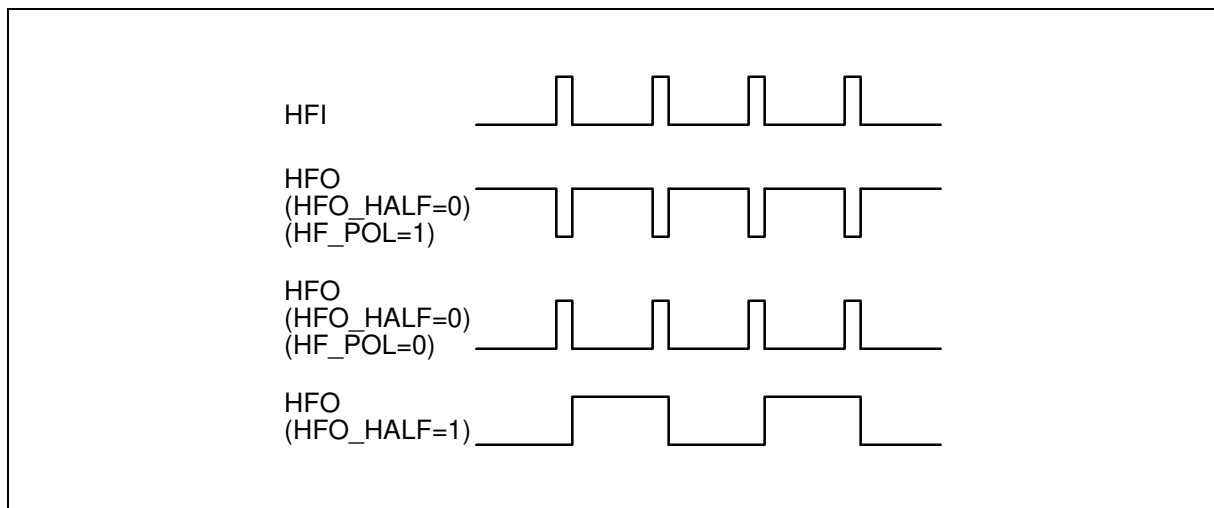 HFI
HFO
(HFO_HALF=0)
(HF_POL=1)
HFO
(HFO_HALF=0)
(HF_POL=0)
HFO
(HFO_HALF=1)